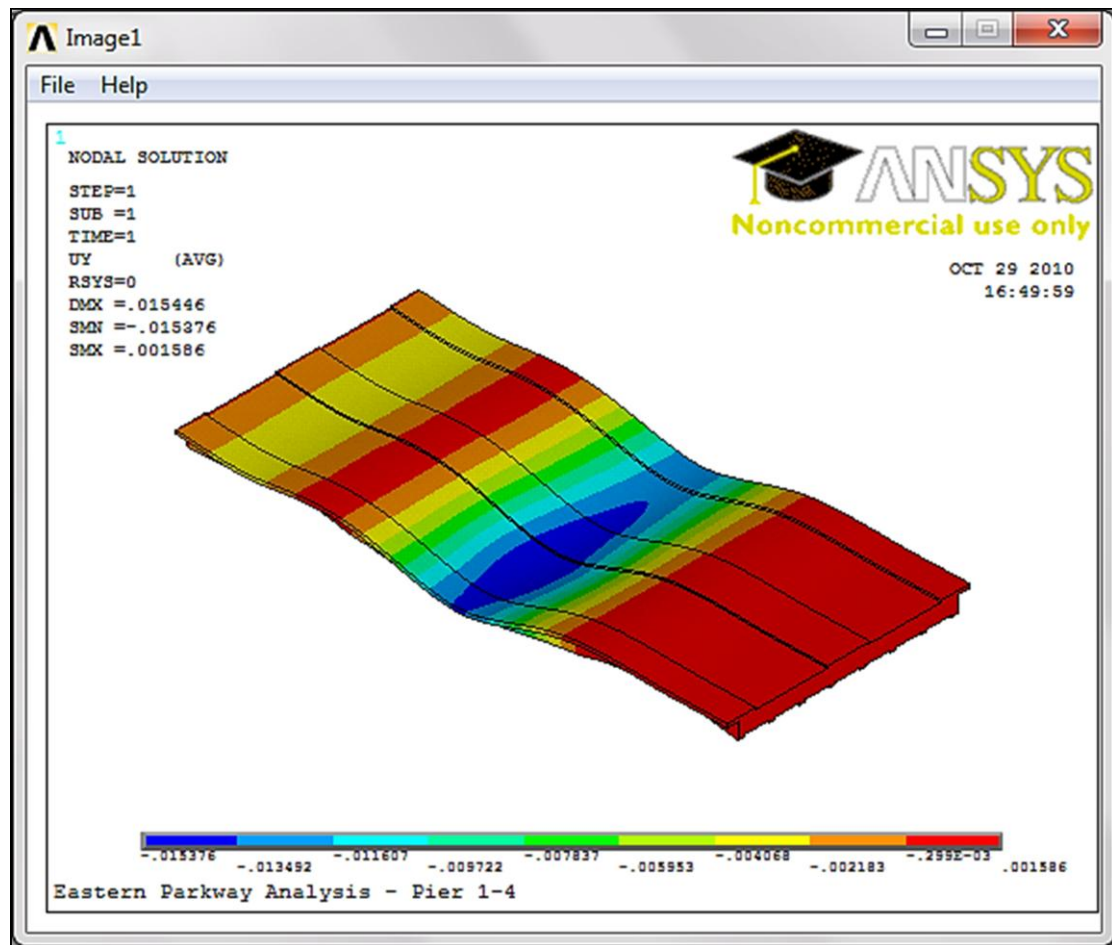 Image1
File Help
1
NODAL SOLUTION
STEP=1
SUB =1
TIME=1
UY (AVG)
RSYS=0
DMX =.015446
SMN =-.015376
SMX =.001586
ANSYS
Noncommercial use only
OCT 29 2010
16:49:59
-.015376 -.011607 -.007837 -.004068 -.299E-03
-.013492 -.009722 -.005953 -.002183 .001586
Eastern Parkway Analysis - Pier 1-4